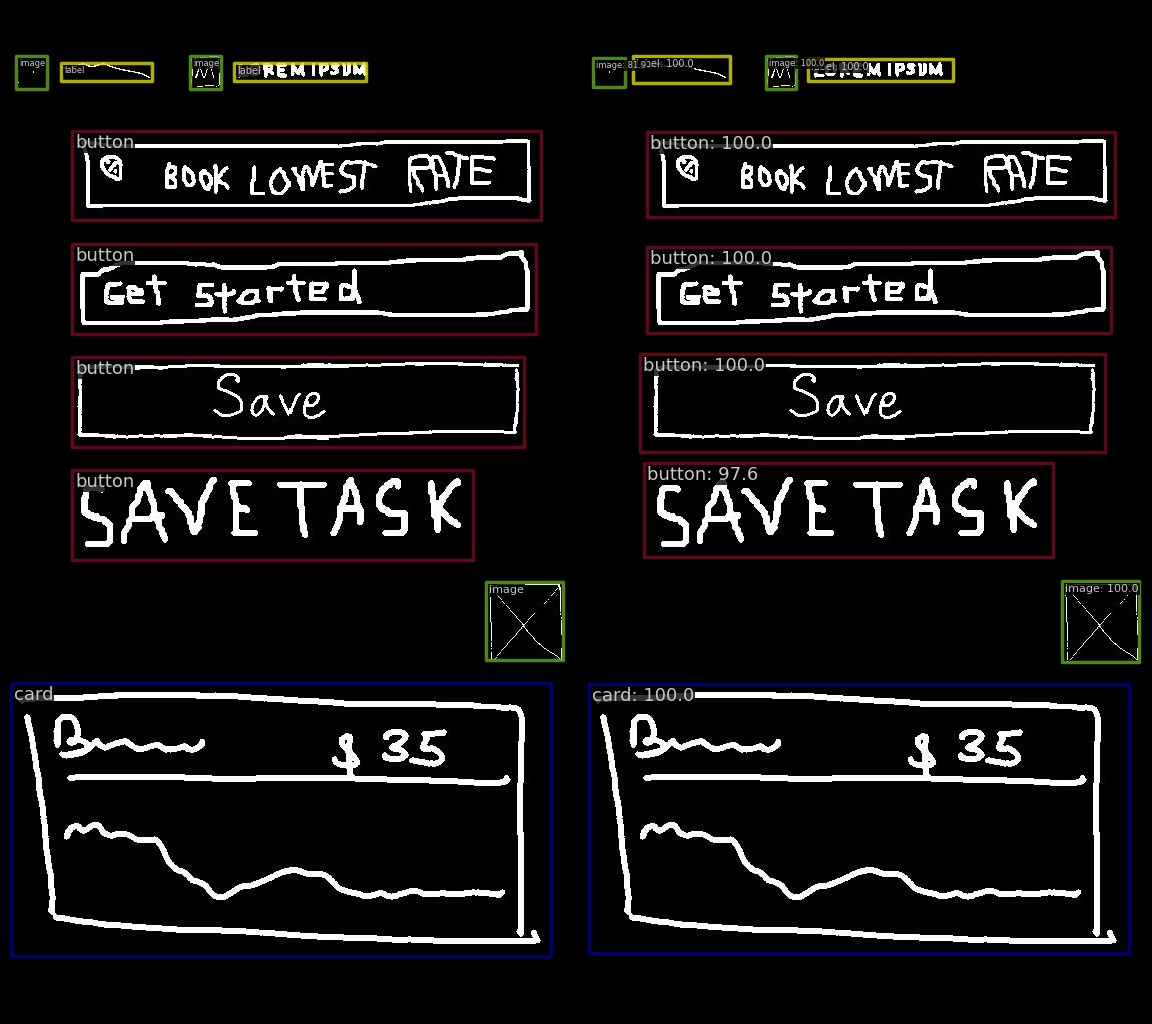 image label image label REM IPSUM image: 81.9 label: 100.0 image: 100.0 label: 100.0 LOREM IPSUM
button button: 100.0
BOOK LOWEST RATE BOOK LOWEST RATE
button button: 100.0
Get Started Get Started
button button: 100.0
Save Save
button button: 97.6
SAVE TASK SAVE TASK
image image: 100.0
card card: 100.0
$ 35 $ 35